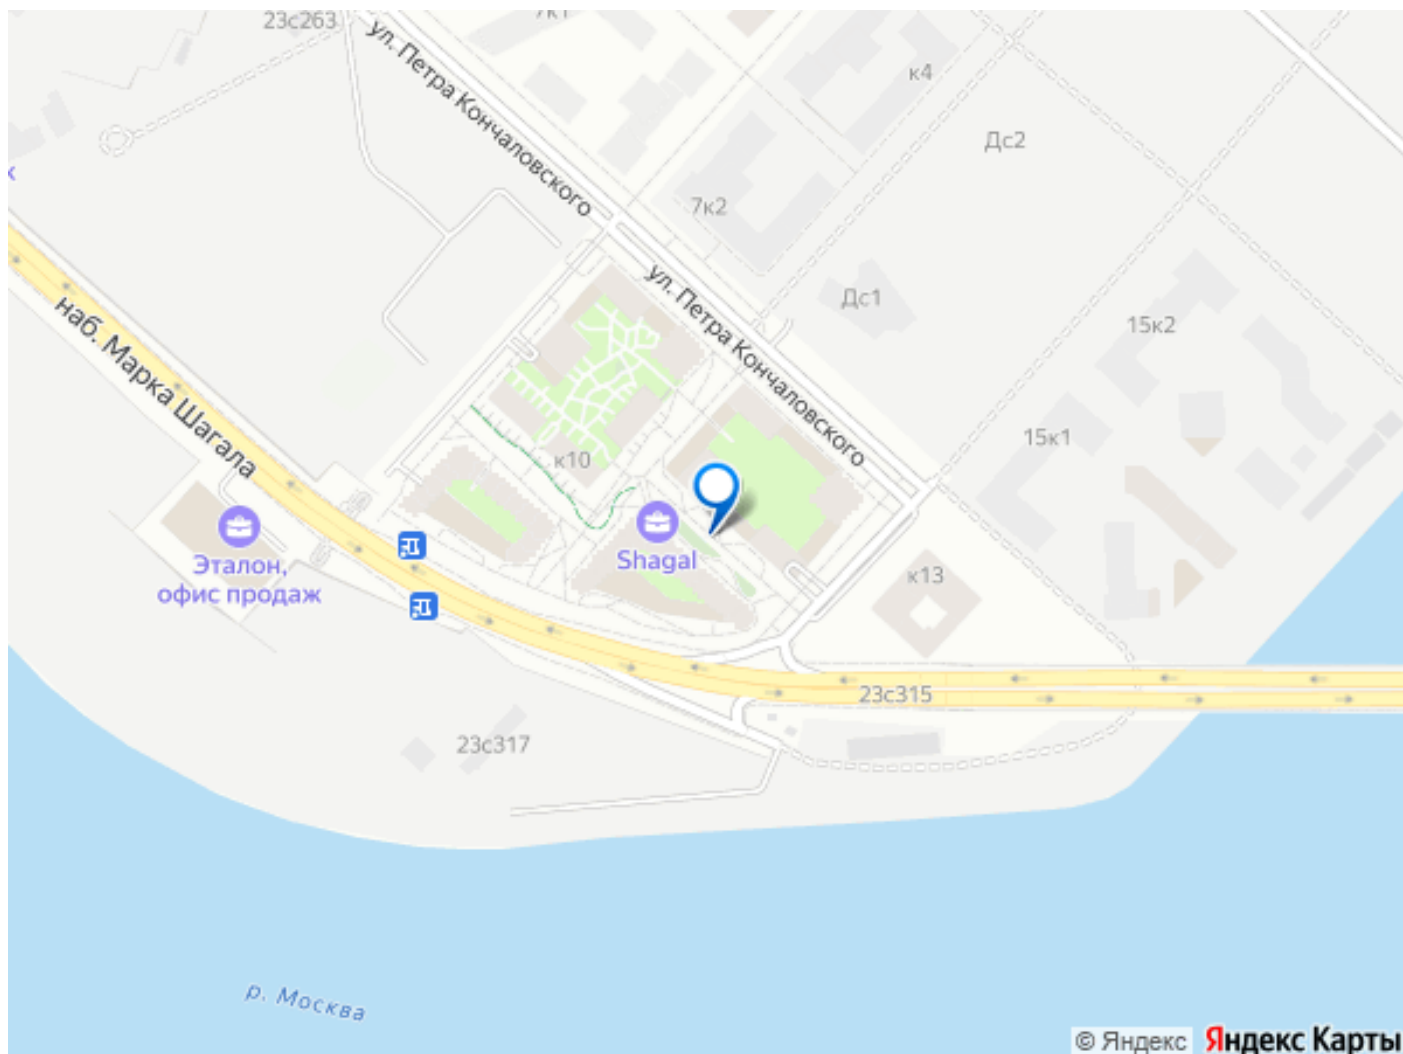 23с263
7к1
ул. Петра Кончаловского
к4
Дс2
к
7к2
ул. Петра Кончаловского
Дс1
15к2
наб. Марка Шагала
15к1
к10
Shagal
Эталон,
офис продаж
к13
23с315
23с317
р. Москва
© Яндекс
Яндекс Карты